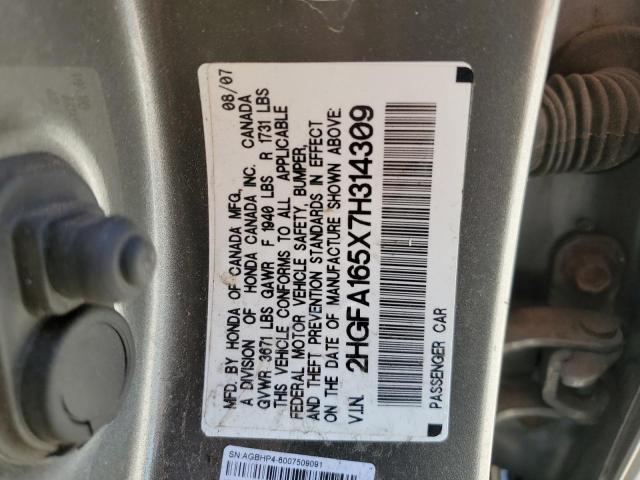 MFD. BY HONDA OF CANADA MFG., 08/07
A DIVISION OF HONDA CANADA INC. CANADA
GVWR 3671 LBS GAWR F 1940 LBS R 1731 LBS
THIS VEHICLE CONFORMS TO ALL APPLICABLE
FEDERAL MOTOR VEHICLE SAFETY, BUMPER,
AND THEFT PREVENTION STANDARDS IN EFFECT
ON THE DATE OF MANUFACTURE SHOWN ABOVE.
V.I.N. 2HGFA165X7H314309
PASSENGER CAR
SN:AGBHP4-6007509091